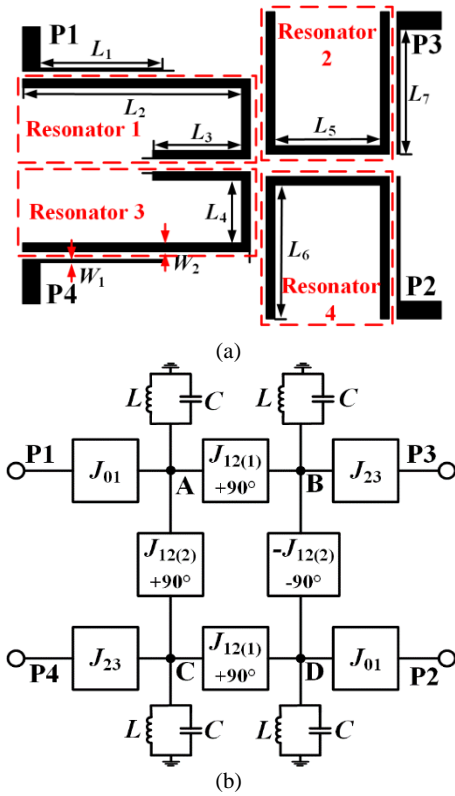 P1
L₁
L₂
Resonator 1
L₃
Resonator
2
P3
L₇
L₅
Resonator 3
L₄
W₂
W₁
P4
L₆
Resonator
4
P2
(a)
L
C
L
C
P1
J₀₁
A
J₁₂₍₁₎
+90°
B
J₂₃
P3
J₁₂₍₂₎
+90°
-J₁₂₍₂₎
-90°
P4
J₂₃
C
J₁₂₍₁₎
+90°
D
J₀₁
P2
L
C
L
C
(b)